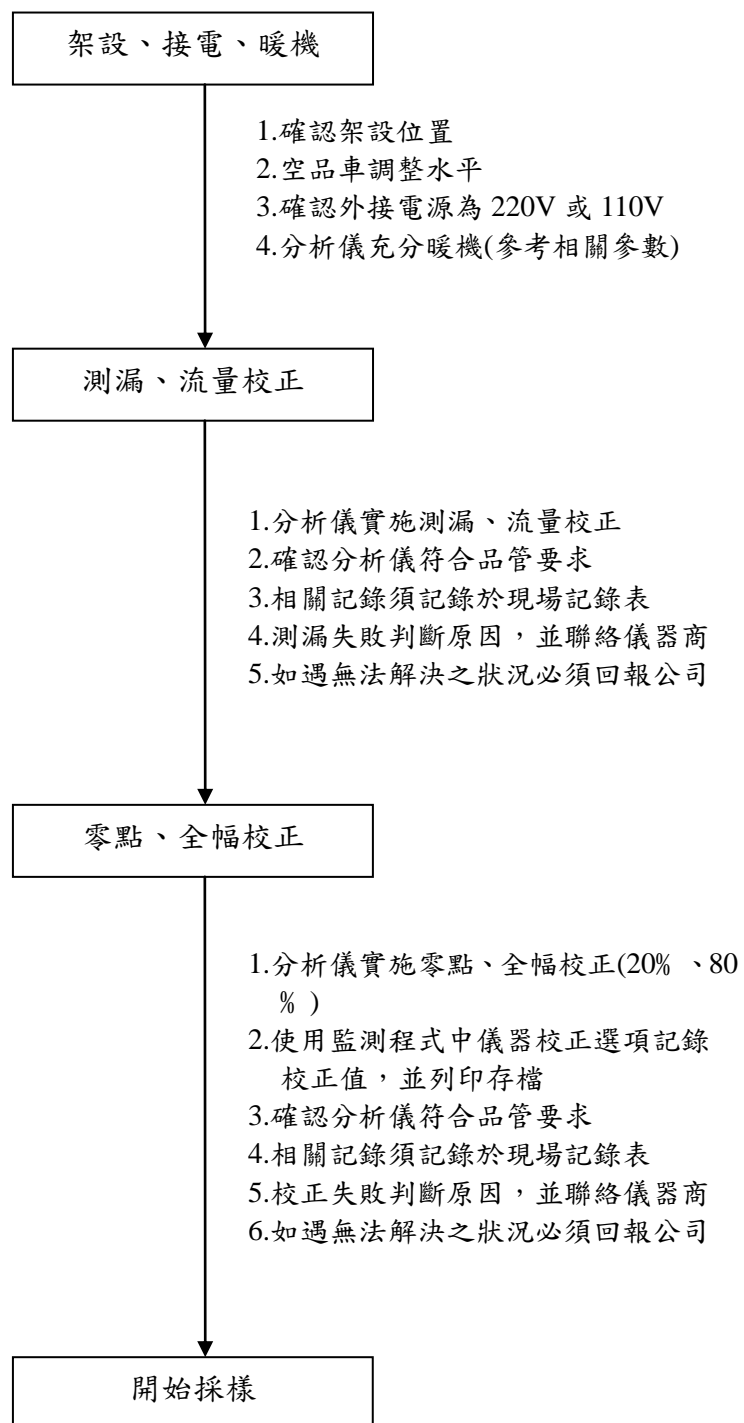 架設、接電、暖機
1.確認架設位置
2.空品車調整水平
3.確認外接電源為 220V 或 110V
4.分析儀充分暖機(參考相關參數)
測漏、流量校正
1.分析儀實施測漏、流量校正
2.確認分析儀符合品管要求
3.相關記錄須記錄於現場記錄表
4.測漏失敗判斷原因，並聯絡儀器商
5.如遇無法解決之狀況必須回報公司
零點、全幅校正
1.分析儀實施零點、全幅校正(20% 、80
% )
2.使用監測程式中儀器校正選項記錄
校正值，並列印存檔
3.確認分析儀符合品管要求
4.相關記錄須記錄於現場記錄表
5.校正失敗判斷原因，並聯絡儀器商
6.如遇無法解決之狀況必須回報公司
開始採樣